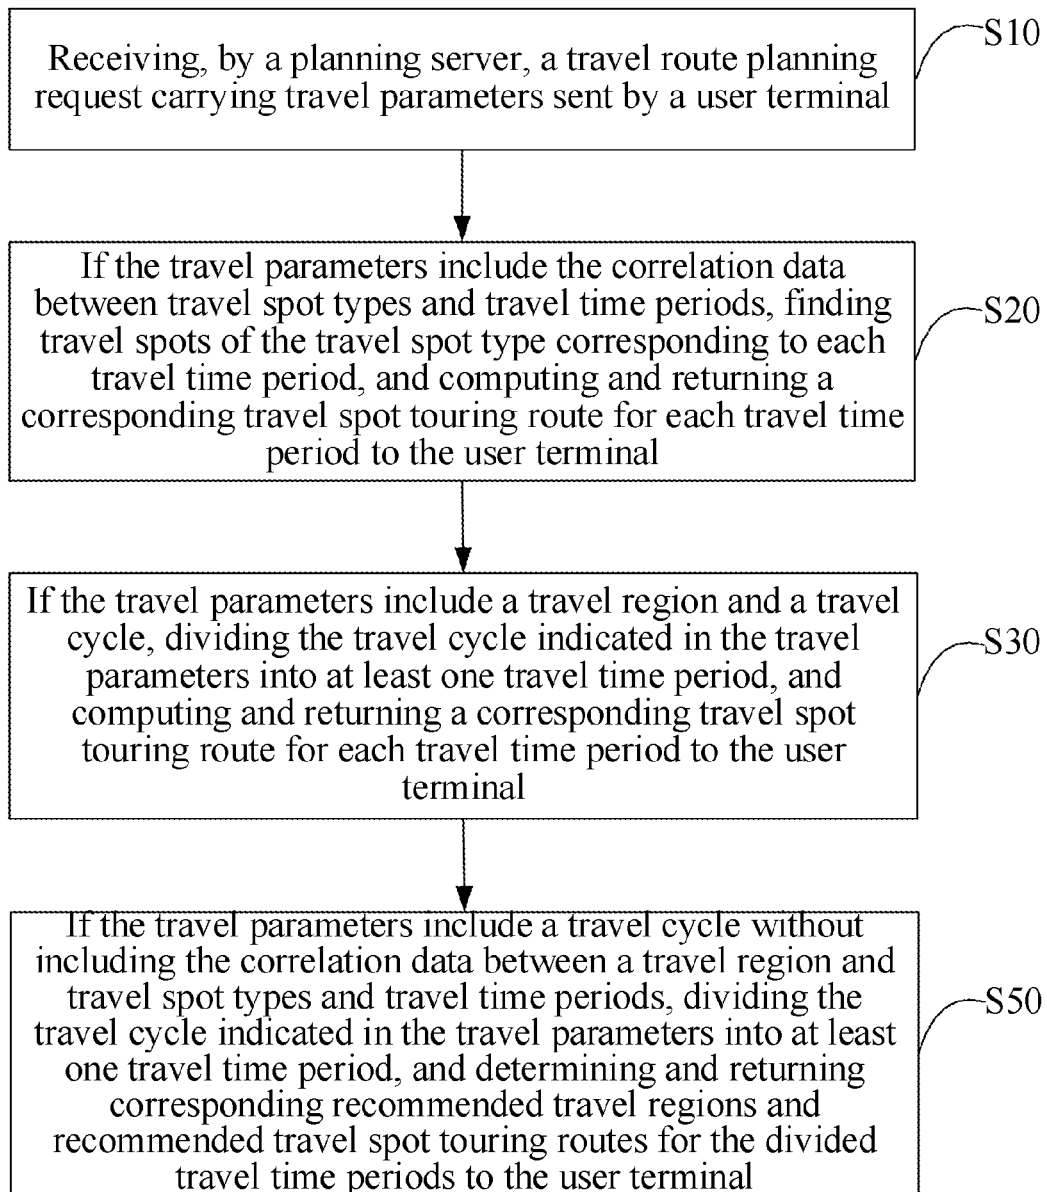 Receiving, by a planning server, a travel route planning
request carrying travel parameters sent by a user terminal
S10
If the travel parameters include the correlation data
between travel spot types and travel time periods, finding
travel spots of the travel spot type corresponding to each
travel time period, and computing and returning a
corresponding travel spot touring route for each travel time
period to the user terminal
S20
If the travel parameters include a travel region and a travel
cycle, dividing the travel cycle indicated in the travel
parameters into at least one travel time period, and
computing and returning a corresponding travel spot
touring route for each travel time period to the user
terminal
S30
If the travel parameters include a travel cycle without
including the correlation data between a travel region and
travel spot types and travel time periods, dividing the
travel cycle indicated in the travel parameters into at least
one travel time period, and determining and returning
corresponding recommended travel regions and
recommended travel spot touring routes for the divided
travel time periods to the user terminal
S50